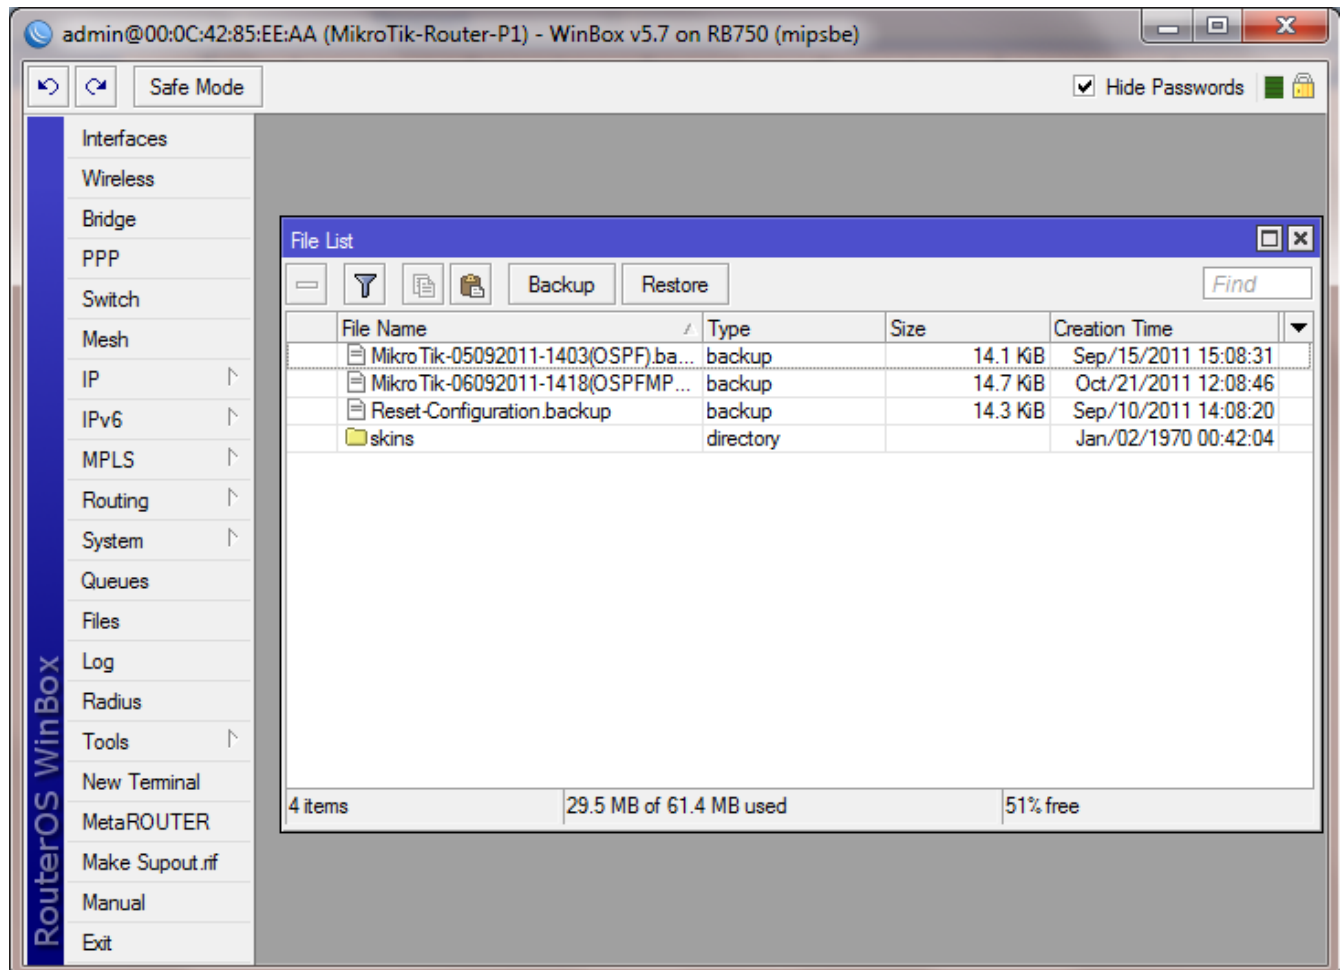 admin@00:0C:42:85:EE:AA (MikroTik-Router-P1) - WinBox v5.7 on RB750 (mipsbe)
Safe Mode
Hide Passwords
RouterOS WinBox
Interfaces
Wireless
Bridge
PPP
Switch
Mesh
IP
IPv6
MPLS
Routing
System
Queues
Files
Log
Radius
Tools
New Terminal
MetaROUTER
Make Supout.rif
Manual
Exit
File List
Backup Restore Find
File Name Type Size Creation Time
MikroTik-05092011-1403(OSPF).ba... backup 14.1 KiB Sep/15/2011 15:08:31
MikroTik-06092011-1418(OSPFMP... backup 14.7 KiB Oct/21/2011 12:08:46
Reset-Configuration.backup backup 14.3 KiB Sep/10/2011 14:08:20
skins directory Jan/02/1970 00:42:04
4 items 29.5 MB of 61.4 MB used 51% free